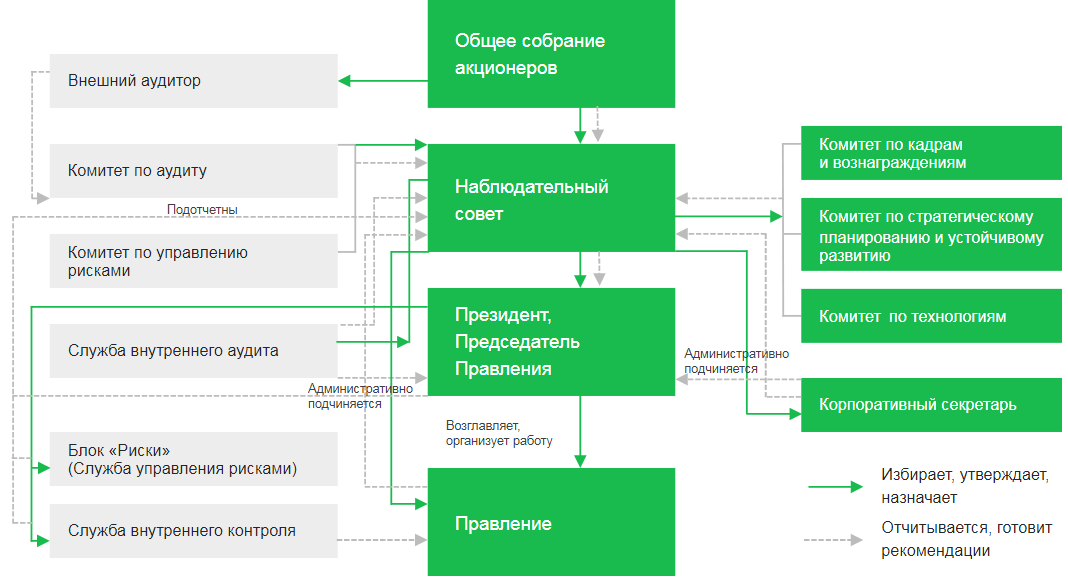 Общее собрание
акционеров
Внешний аудитор
Комитет по аудиту
Подотчетны
Комитет по управлению
рисками
Наблюдательный
совет
Комитет по кадрам
и вознаграждениям
Комитет по стратегическому
планированию и устойчивому
развитию
Комитет по технологиям
Служба внутреннего аудита
Президент,
Председатель
Правления
Административно
подчиняется
Административно
подчиняется
Корпоративный секретарь
Возглавляет,
организует работу
Блок «Риски»
(Служба управления рисками)
Служба внутреннего контроля
Правление
Избирает, утверждает,
назначает
Отчитывается, готовит
рекомендации